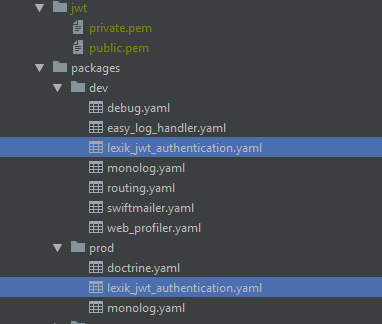 jwt
private.pem
public.pem
packages
dev
debug.yaml
easy_log_handler.yaml
lexik_jwt_authentication.yaml
monolog.yaml
routing.yaml
swiftmailer.yaml
web_profiler.yaml
prod
doctrine.yaml
lexik_jwt_authentication.yaml
monolog.yaml